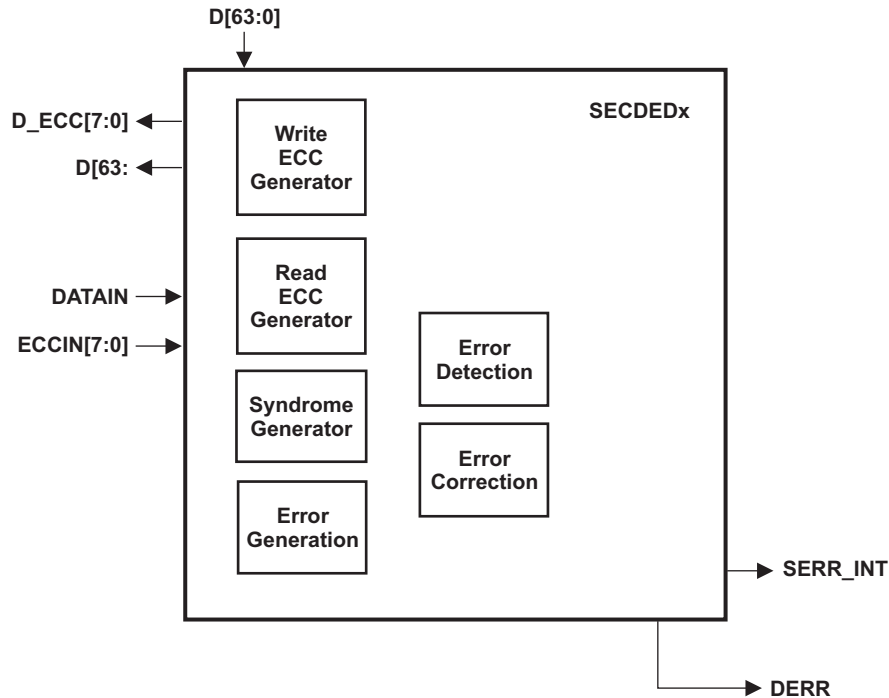 D[63:0]
SECDEDx
D_ECC[7:0]
D[63:
Write
ECC
Generator
DATAIN
ECCIN[7:0]
Read
ECC
Generator
Error
Detection
Syndrome
Generator
Error
Correction
Error
Generation
SERR_INT
DERR